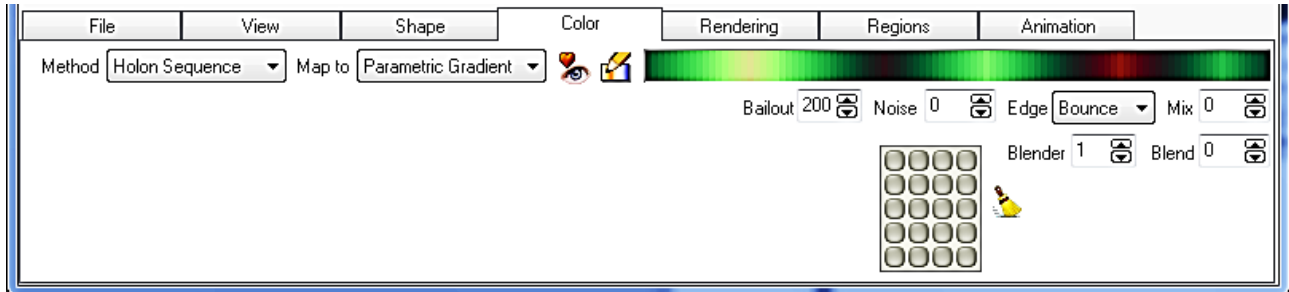 File View Shape Color Rendering Regions Animation
Method Holon Sequence Map to Parametric Gradient
Bailout 200 Noise 0 Edge Bounce Mix 0
Blender 1 Blend 0